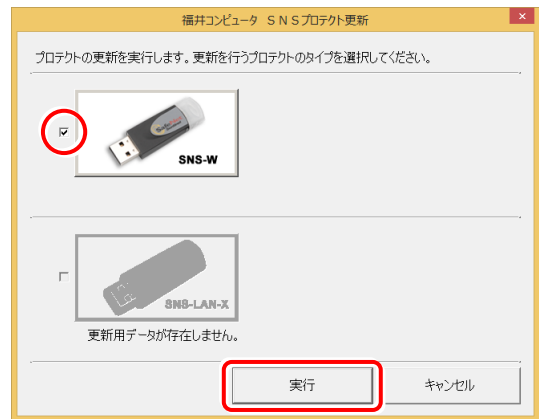 福井コンピュータ ＳＮＳプロテクト更新
プロテクトの更新を実行します。更新を行うプロテクトのタイプを選択してください。
SNS-W
SNS-LAN-X
更新用データが存在しません。
実行
キャンセル